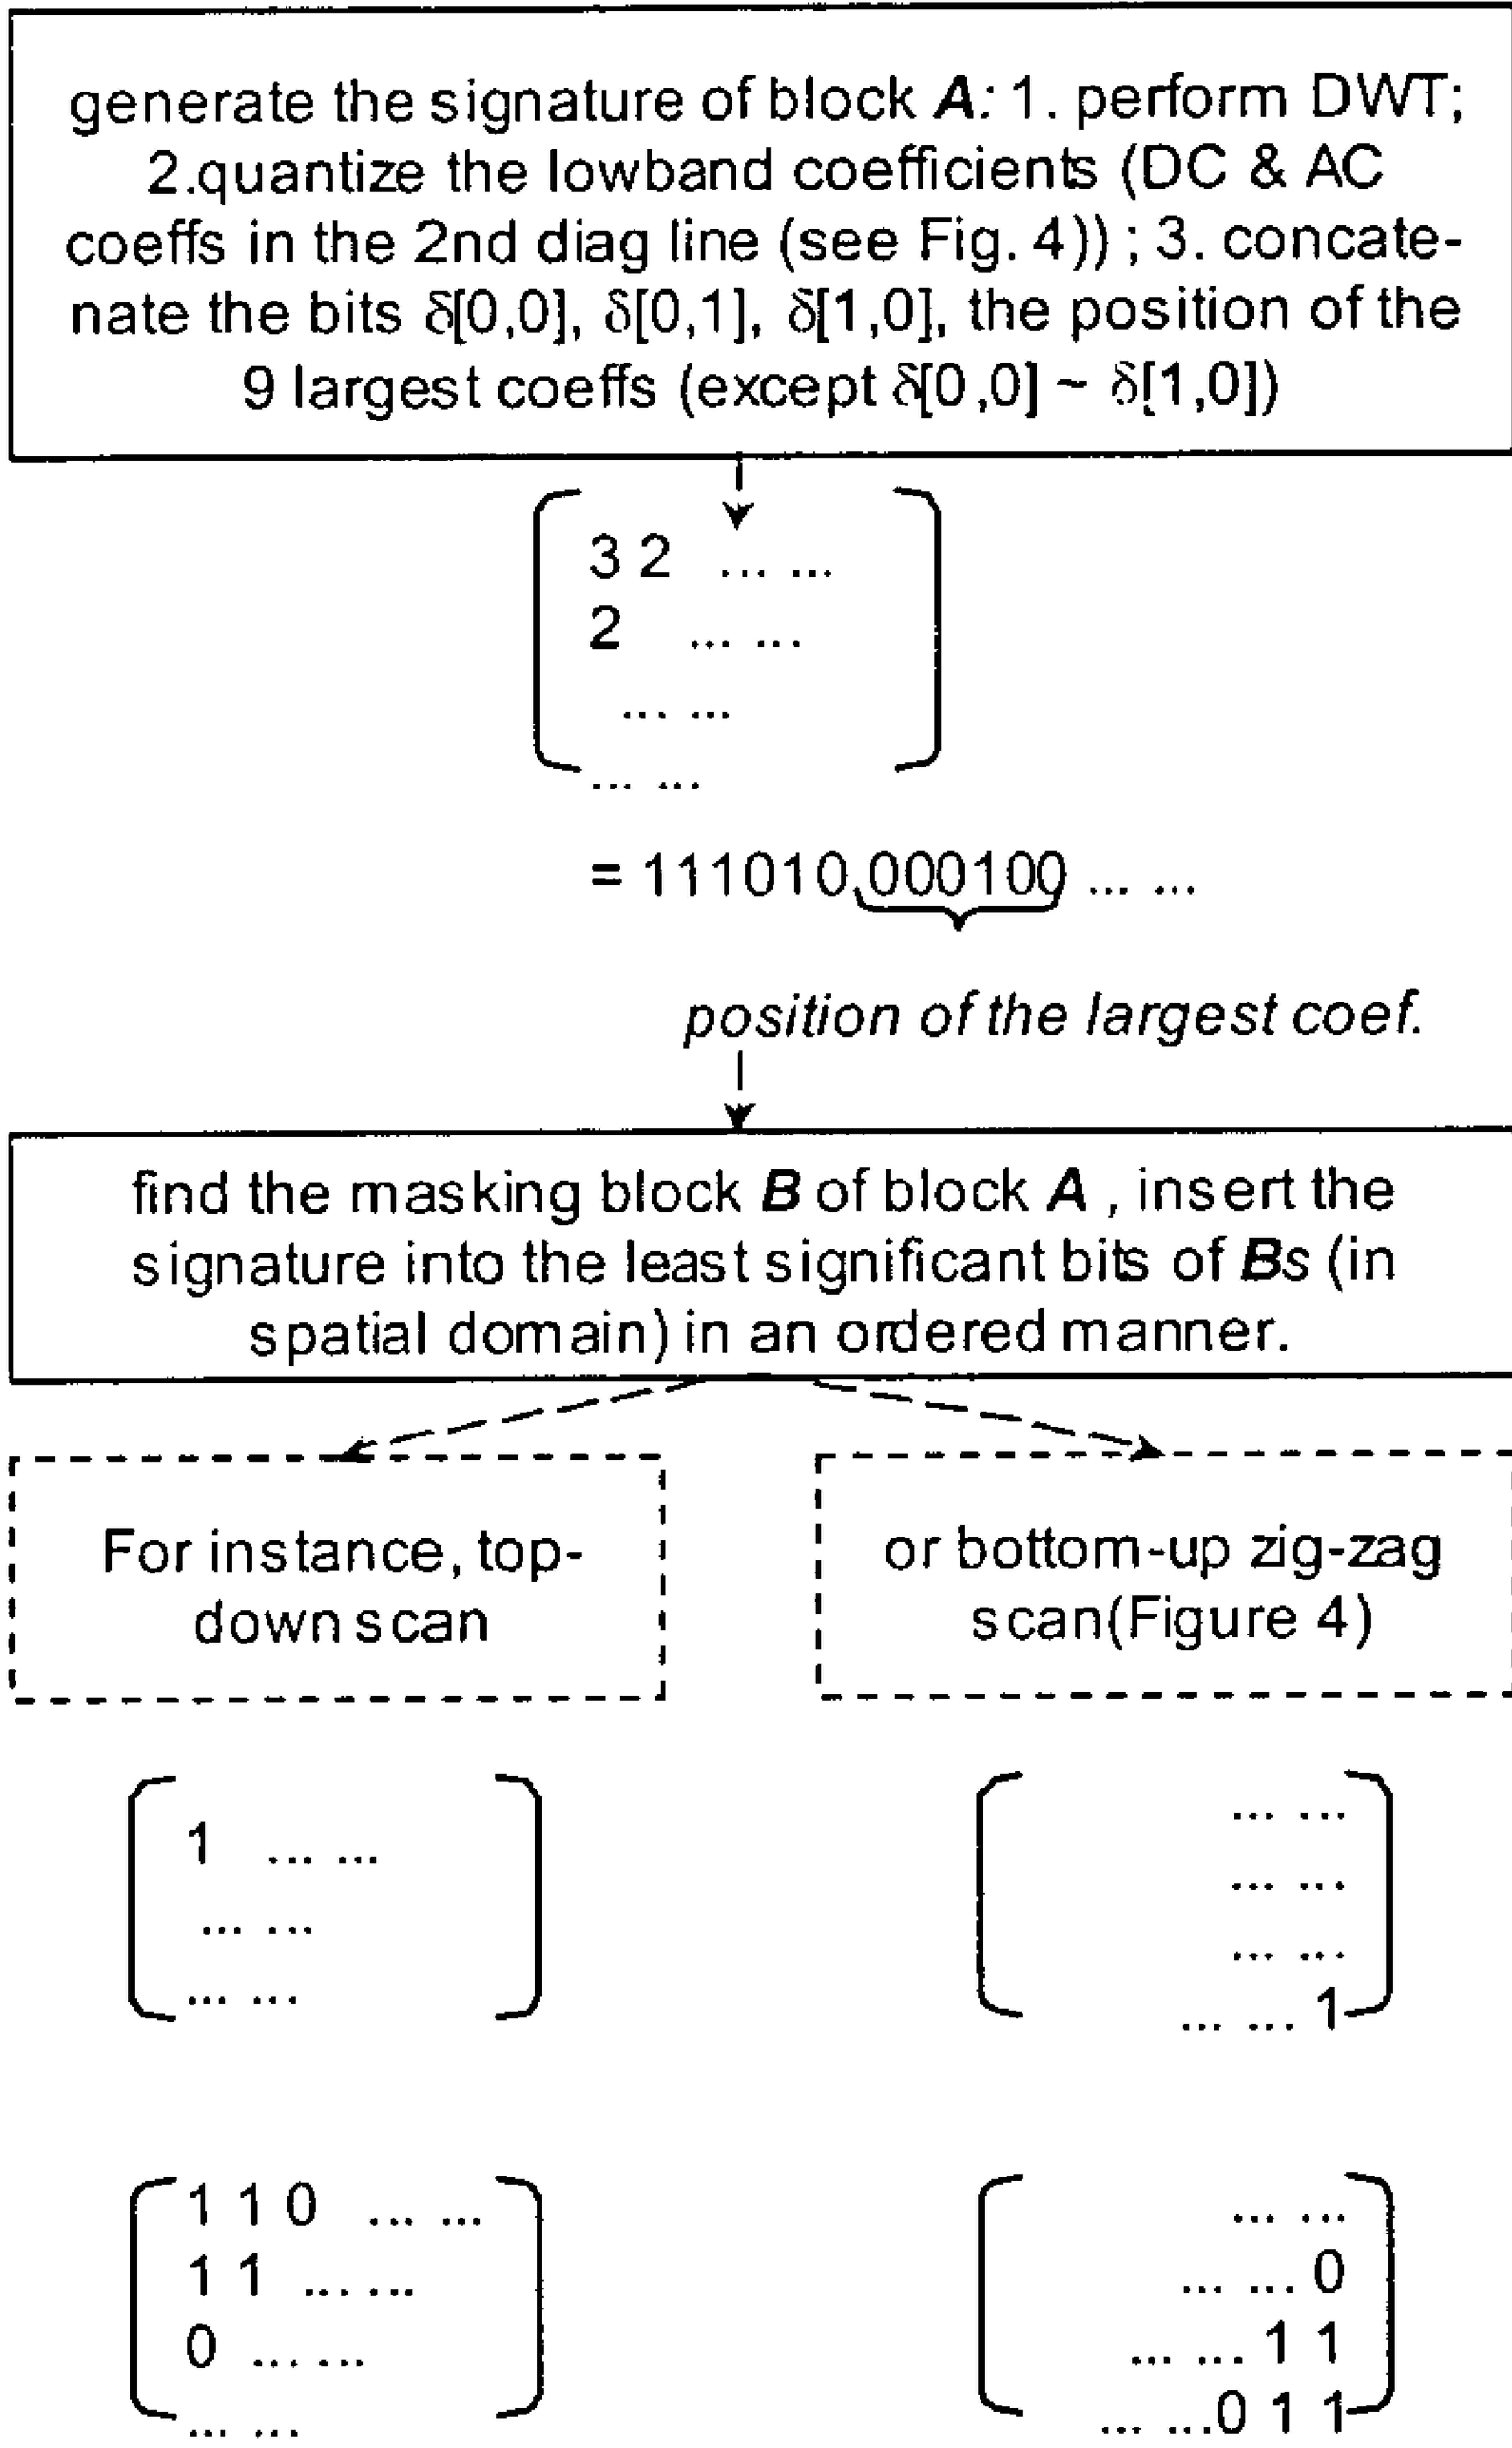 generate the signature of block A: 1. perform DWT;
2.quantize the lowband coefficients (DC & AC
coeffs in the 2nd diag line (see Fig. 4)) ; 3. concate-
nate the bits δ[0,0], δ[0,1], δ[1,0], the position of the
9 largest coeffs (except δ[0,0] ~ δ[1,0])
3 2 ... ...
2 ... ...
... ...
... ...
= 111010 000100 ... ...
position of the largest coef.
find the masking block B of block A , insert the
signature into the least significant bits of Bs (in
spatial domain) in an ordered manner.
For instance, top-
down scan
or bottom-up zig-zag
scan(Figure 4)
1 ... ...
... ...
... ...
... ...
... ...
... ...
... ... 1
1 1 0 ... ...
1 1 ... ...
0 ... ...
... ...
... ...
... ... 0
... ... 1 1
... ... 0 1 1